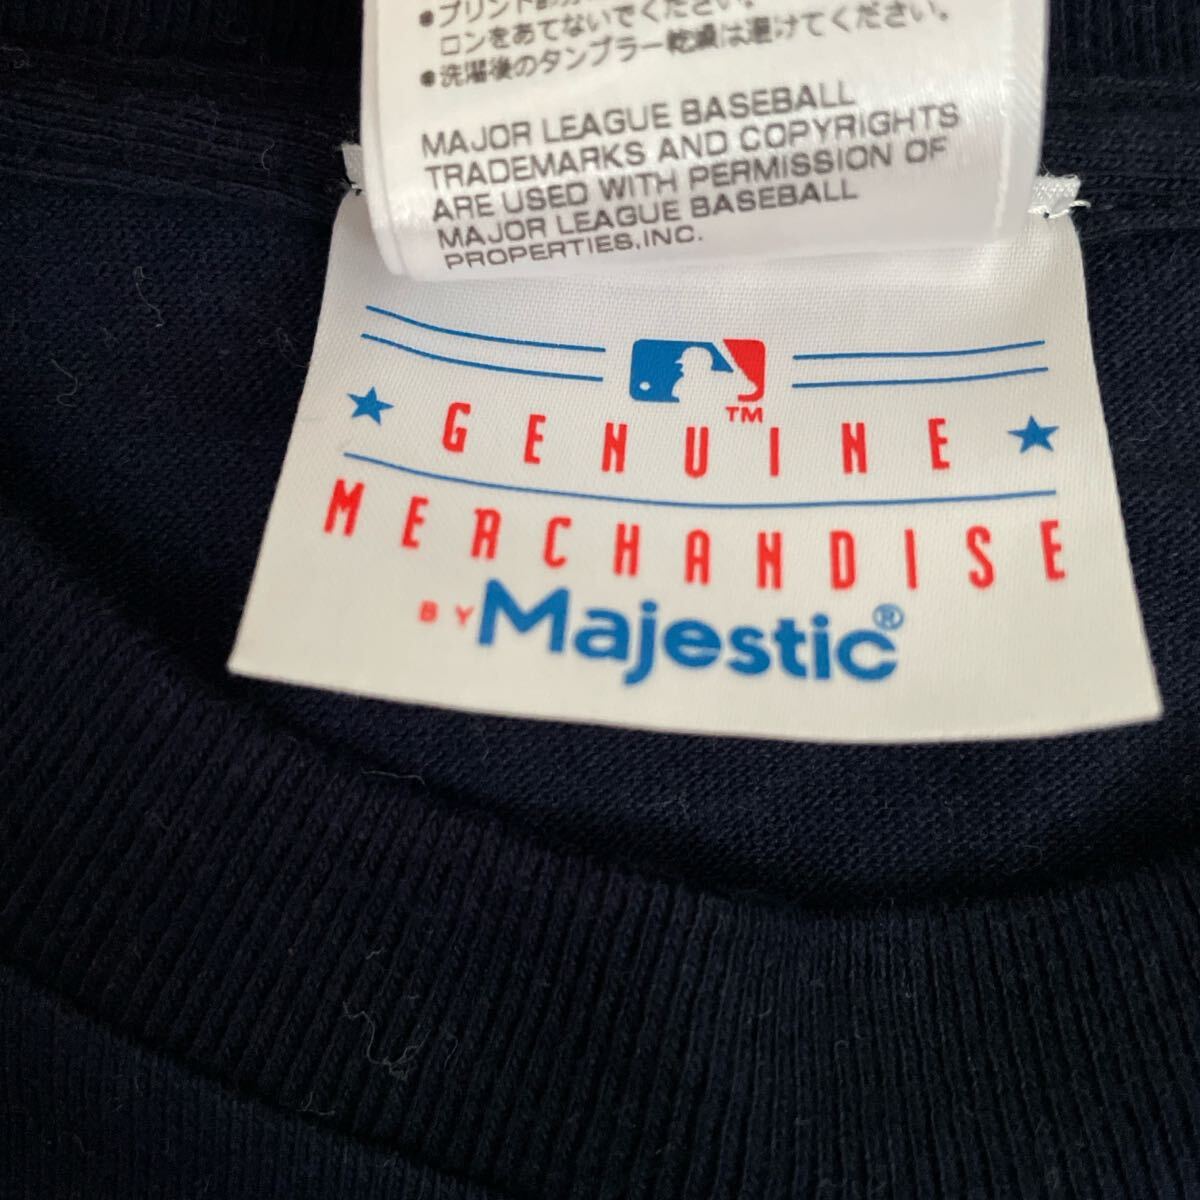 ●プリント部分
ロンをあてないでください。
●洗濯後のタンブラー乾燥は避けてください。
MAJOR LEAGUE BASEBALL
TRADEMARKS AND COPYRIGHTS
ARE USED WITH PERMISSION OF
MAJOR LEAGUE BASEBALL
PROPERTIES,INC.
TM
GENUINE
MERCHANDISE
BY Majestic®